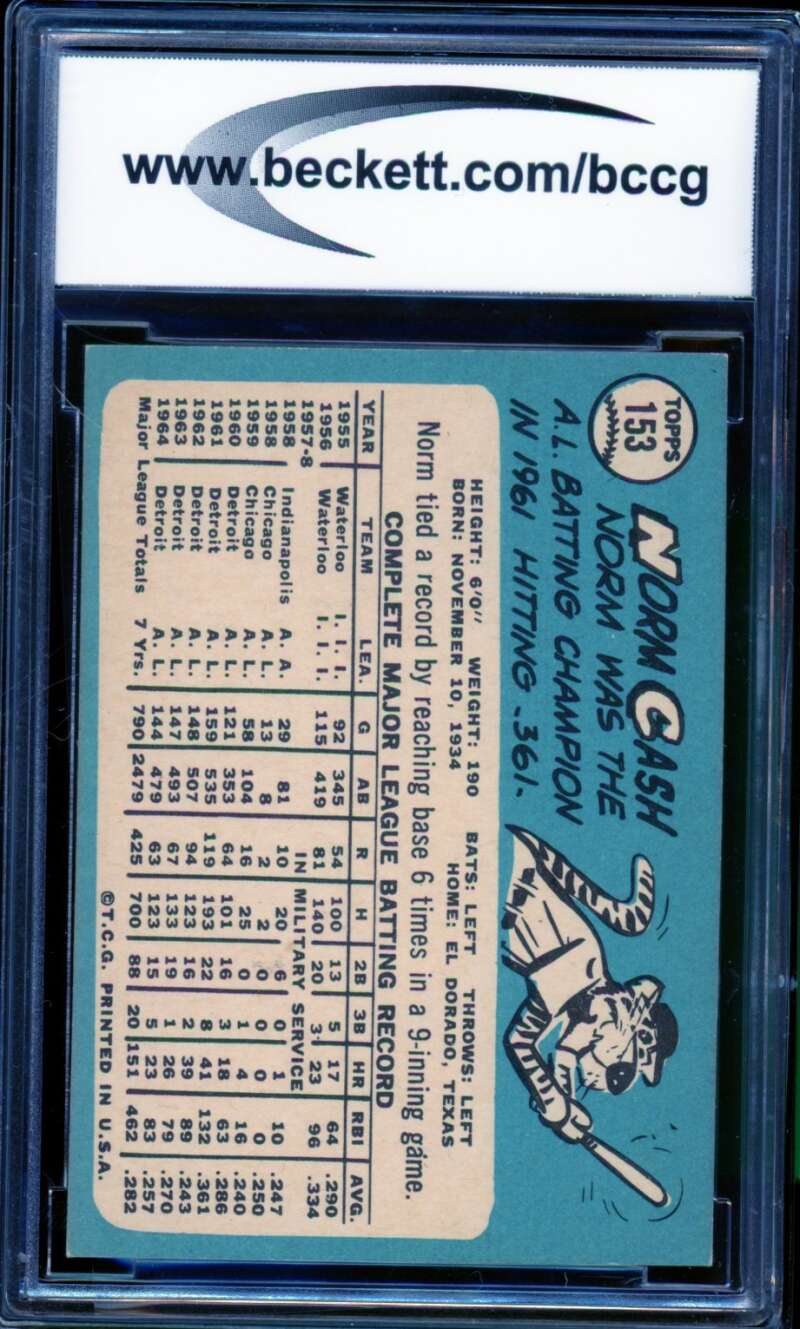 www.beckett.com/bccg
TOPPS
153
NORM CASH
NORM WAS THE
A.L. BATTING CHAMPION
IN 1961 HITTING .361.
HEIGHT: 6'0" WEIGHT: 190 BATS: LEFT THROWS: LEFT
BORN: NOVEMBER 10, 1934 HOME: EL DORADO, TEXAS
Norm tied a record by reaching base 6 times in a 9-inning game.
COMPLETE MAJOR LEAGUE BATTING RECORD
YEAR TEAM LEA. G AB R H 2B 3B HR RBI AVG.
1955 Waterloo I. I. I. 92 345 54 100 13 5 17 64 .290
1956 Waterloo I. I. I. 115 419 81 140 20 3 23 96 .334
1957-8 IN MILITARY SERVICE
1958 Indianapolis A. A. 29 81 10 20 6 0 1 10 .247
1958 Chicago A. L. 13 8 2 2 0 0 0 0 .250
1959 Chicago A. L. 58 104 16 25 0 1 4 16 .240
1960 Detroit A. L. 121 353 64 101 16 3 18 63 .286
1961 Detroit A. L. 159 535 119 193 22 8 41 132 .361
1962 Detroit A. L. 148 507 94 123 16 2 39 89 .243
1963 Detroit A. L. 147 493 67 133 19 1 26 79 .270
1964 Detroit A. L. 144 479 63 123 15 5 23 83 .257
Major League Totals 7 Yrs. 790 2479 425 700 88 20 151 462 .282
©T.C.G. PRINTED IN U.S.A.